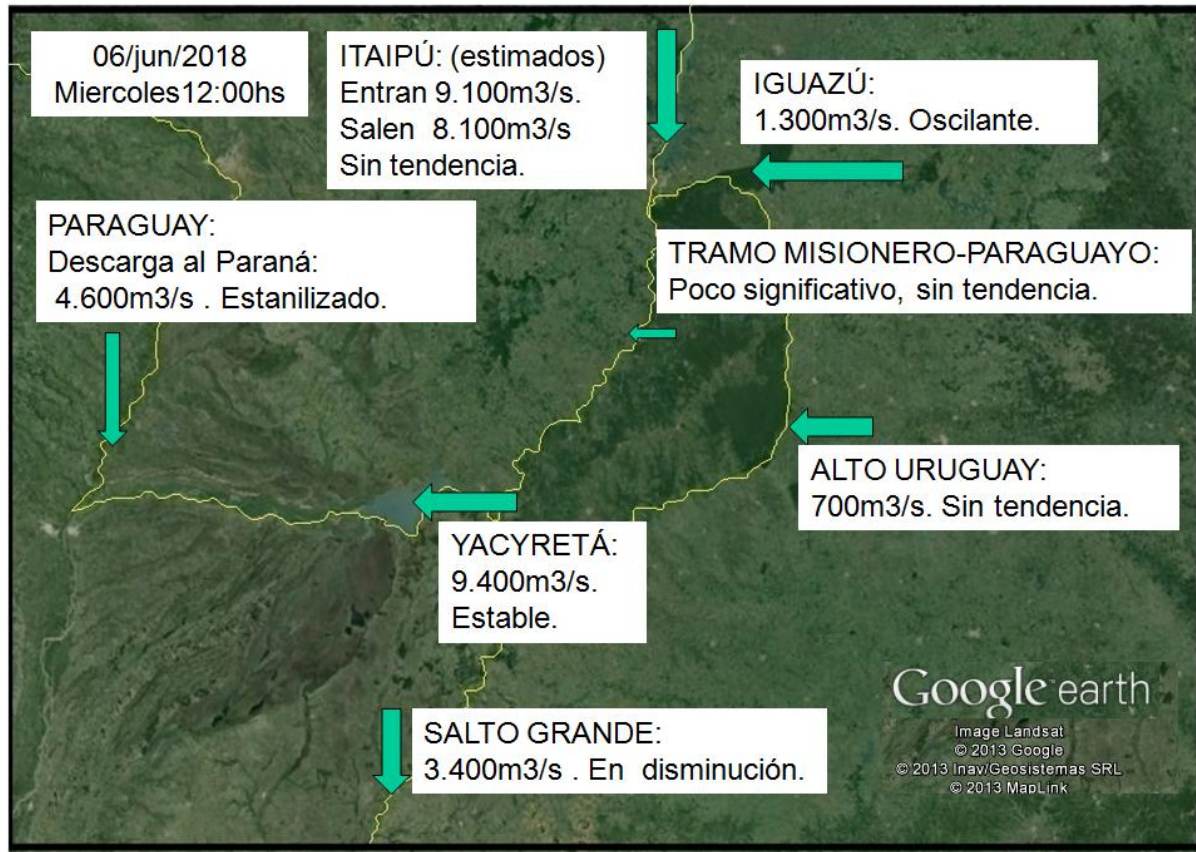 06/jun/2018
Miercoles12:00hs
ITAIPÚ: (estimados)
Entran 9.100m3/s.
Salen 8.100m3/s
Sin tendencia.
IGUAZÚ:
1.300m3/s. Oscilante.
PARAGUAY:
Descarga al Paraná:
4.600m3/s . Estanilizado.
TRAMO MISIONERO-PARAGUAYO:
Poco significativo, sin tendencia.
ALTO URUGUAY:
700m3/s. Sin tendencia.
YACYRETÁ:
9.400m3/s.
Estable.
SALTO GRANDE:
3.400m3/s . En disminución.
Google earth
Image Landsat
© 2013 Google
© 2013 Inav/Geosistemas SRL
© 2013 MapLink